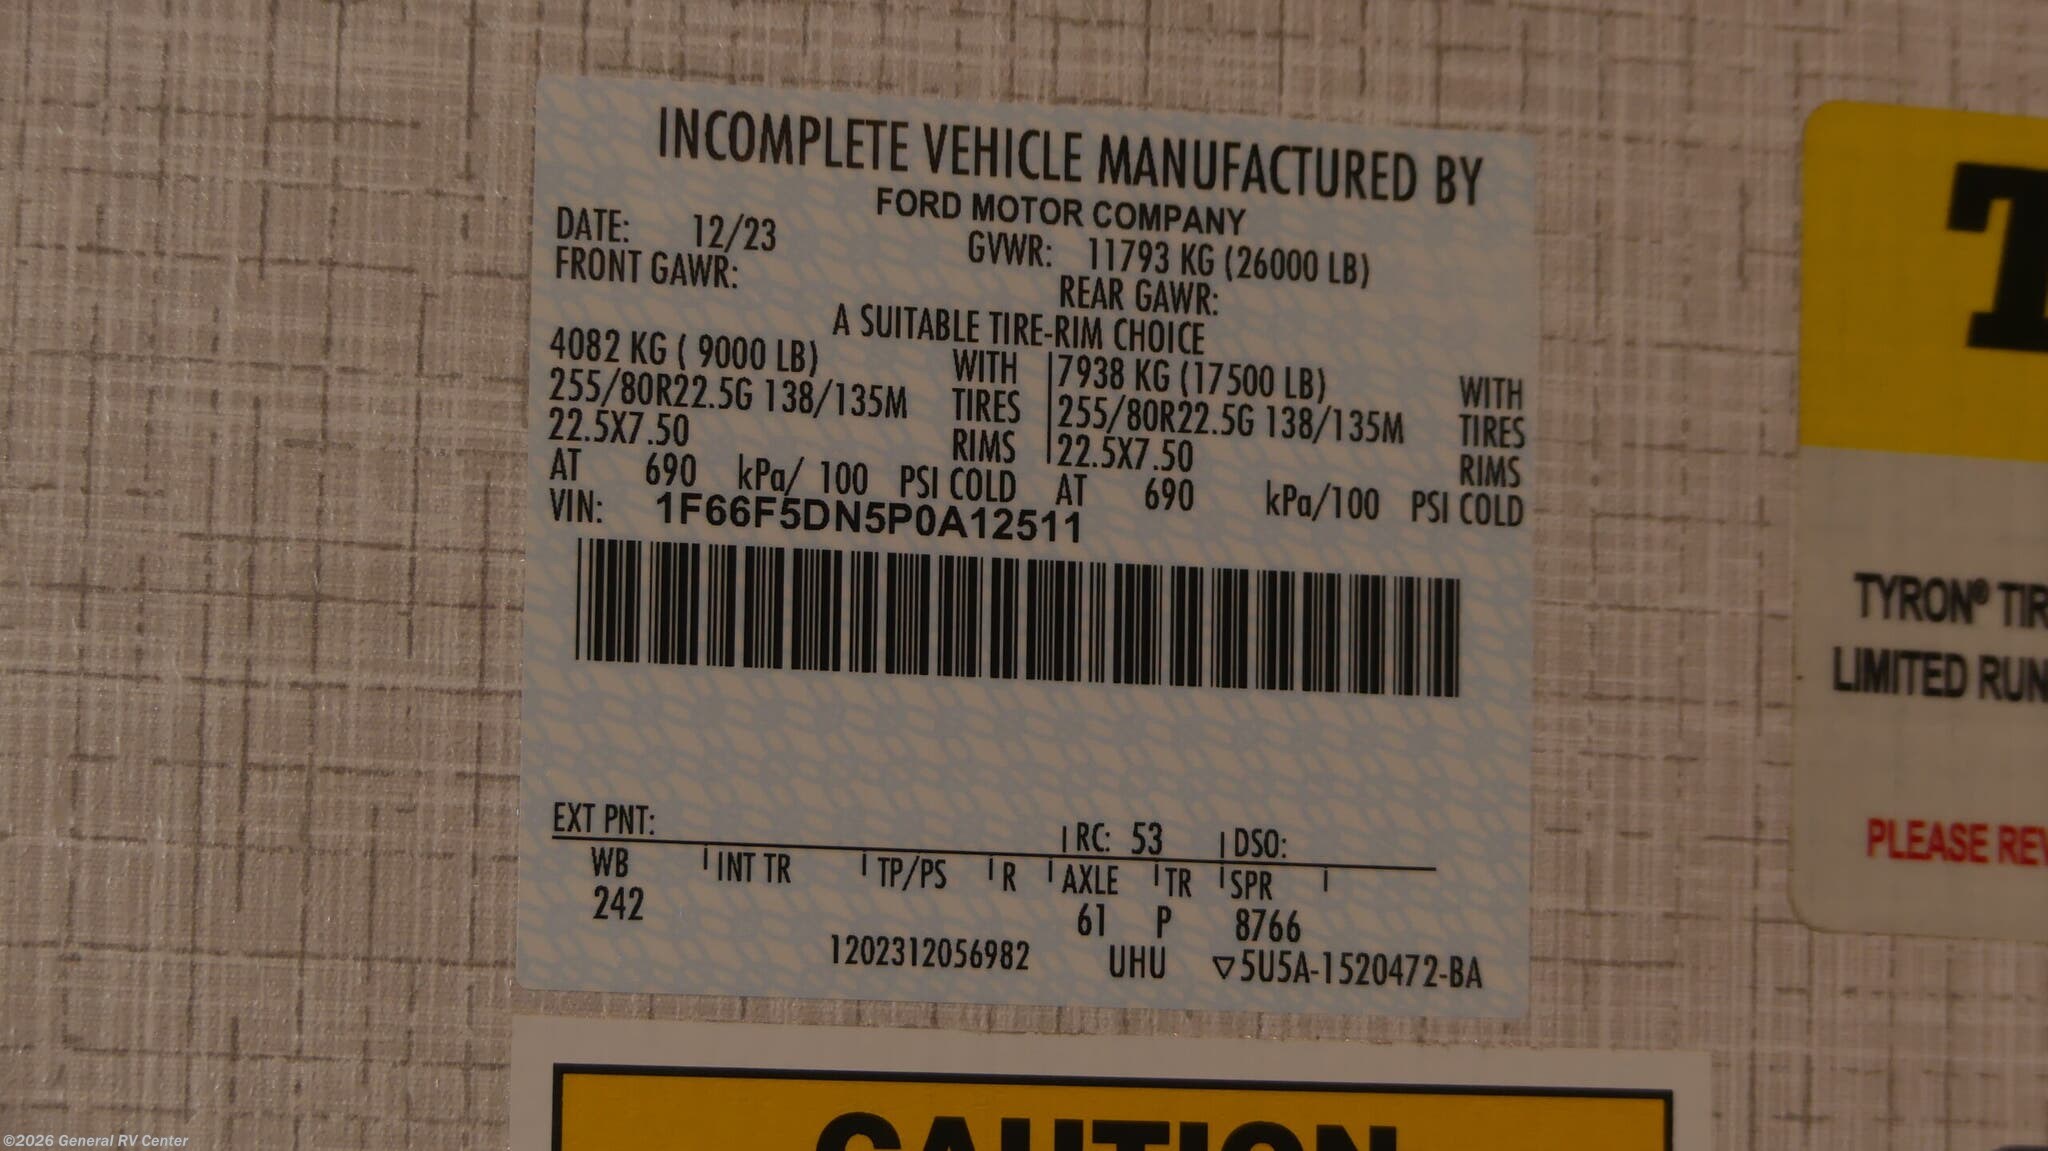 INCOMPLETE VEHICLE MANUFACTURED BY
FORD MOTOR COMPANY
DATE: 12/23 GVWR: 11793 KG (26000 LB)
FRONT GAWR: REAR GAWR:
A SUITABLE TIRE-RIM CHOICE
4082 KG ( 9000 LB) WITH 7938 KG (17500 LB) WITH
255/80R22.5G 138/135M TIRES 255/80R22.5G 138/135M TIRES
22.5X7.50 RIMS 22.5X7.50 RIMS
AT 690 kPa/ 100 PSI COLD AT 690 kPa/100 PSI COLD
VIN: 1F66F5DN5P0A12511
EXT PNT: RC: 53 DSO:
WB INT TR TP/PS R AXLE TR SPR
242 61 P 8766
1202312056982 UHU ▽5U5A-1520472-BA
TYRON®
LIMITED
PLEASE
CAUTION
©2026 General RV Center